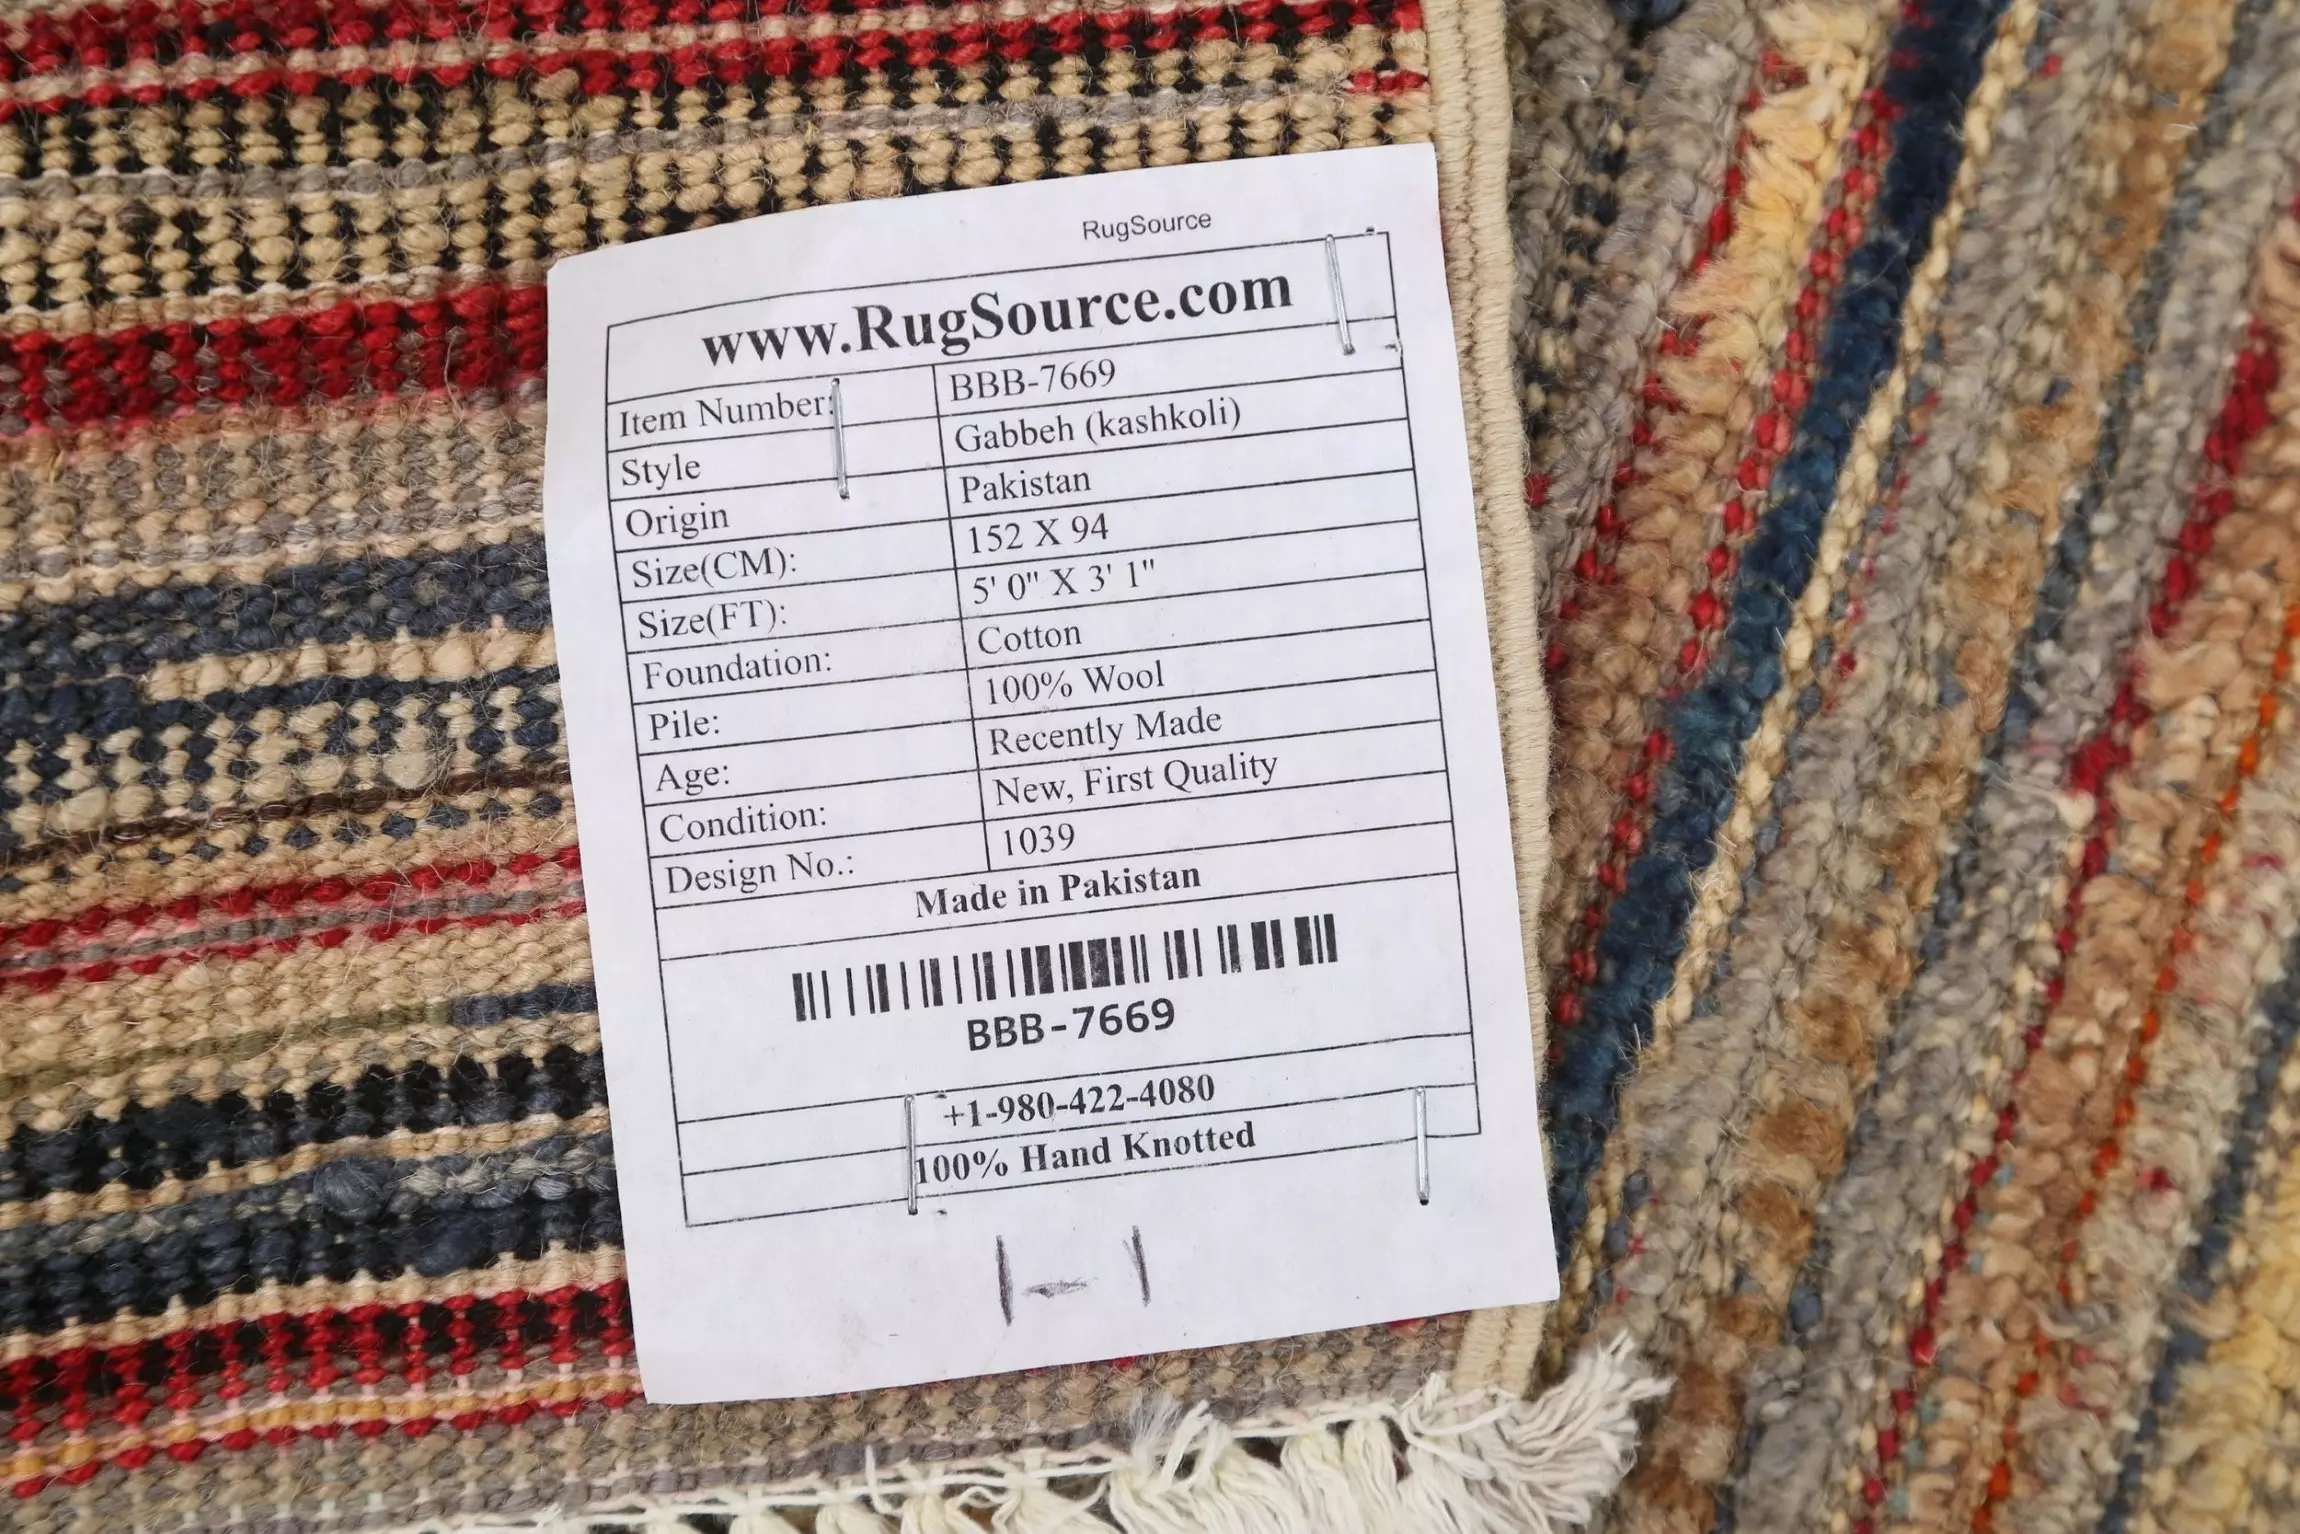 RugSource
www.RugSource.com
Item Number: BBB-7669
Style Gabbeh (kashkoli)
Origin Pakistan
Size(CM): 152 X 94
Size(FT): 5' 0" X 3' 1"
Foundation: Cotton
Pile: 100% Wool
Age: Recently Made
Condition: New, First Quality
Design No.: 1039
Made in Pakistan
BBB-7669
+1-980-422-4080
100% Hand Knotted
1-1